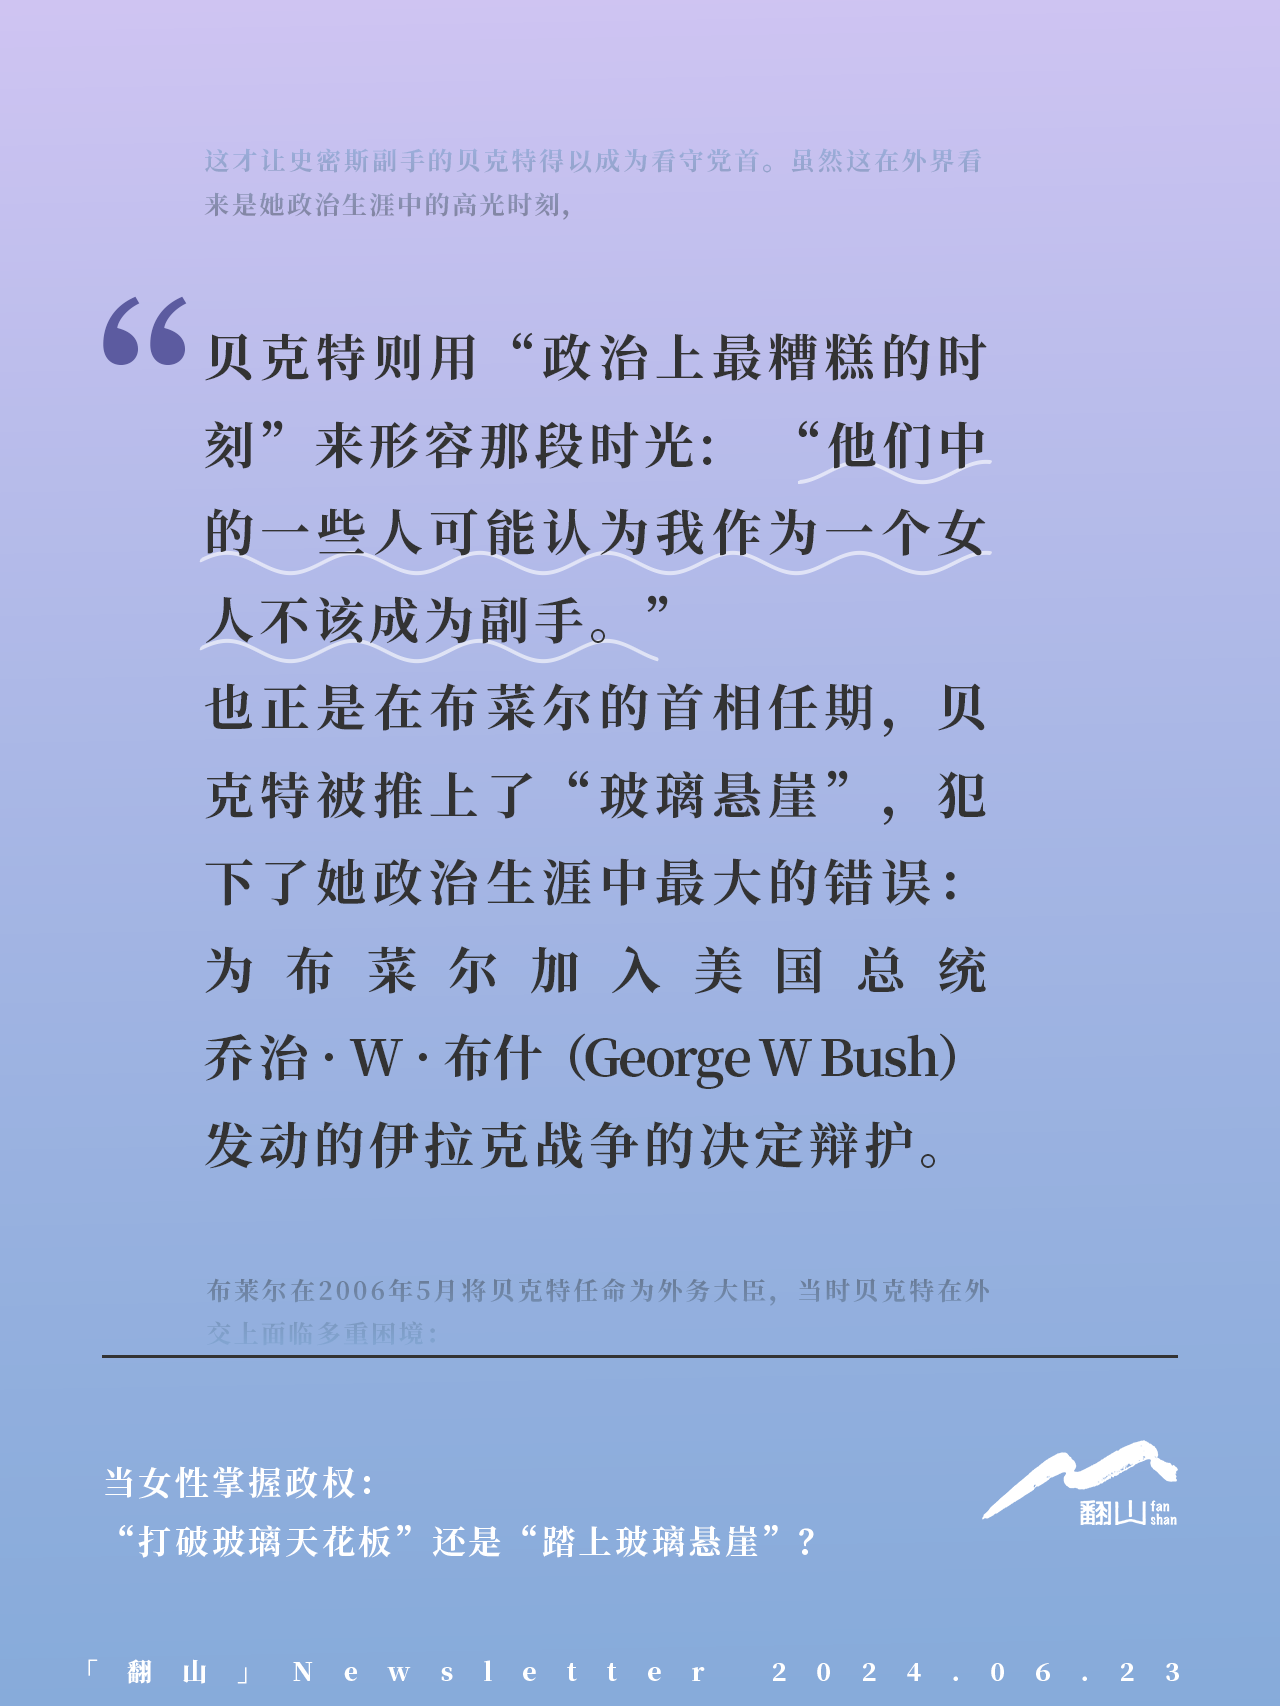 这才让史密斯副手的贝克特得以成为看守党首。虽然这在外界看
来是她政治生涯中的高光时刻，
“
贝克特则用“政治上最糟糕的时
刻”来形容那段时光：“他们中
的一些人可能认为我作为一个女
人不该成为副手。”
也正是在布莱尔的首相任期，贝
克特被推上了“玻璃悬崖”，犯
下了她政治生涯中最大的错误：
为布莱尔加入美国总统
乔治·W·布什（George W Bush）
发动的伊拉克战争的决定辩护。
布莱尔在2006年5月将贝克特任命为外务大臣，当时贝克特在外
交上面临多重困境：
当女性掌握政权：
“打破玻璃天花板”还是“踏上玻璃悬崖”？
翻山 fan shan
「翻山」Newsletter 2024.06.23